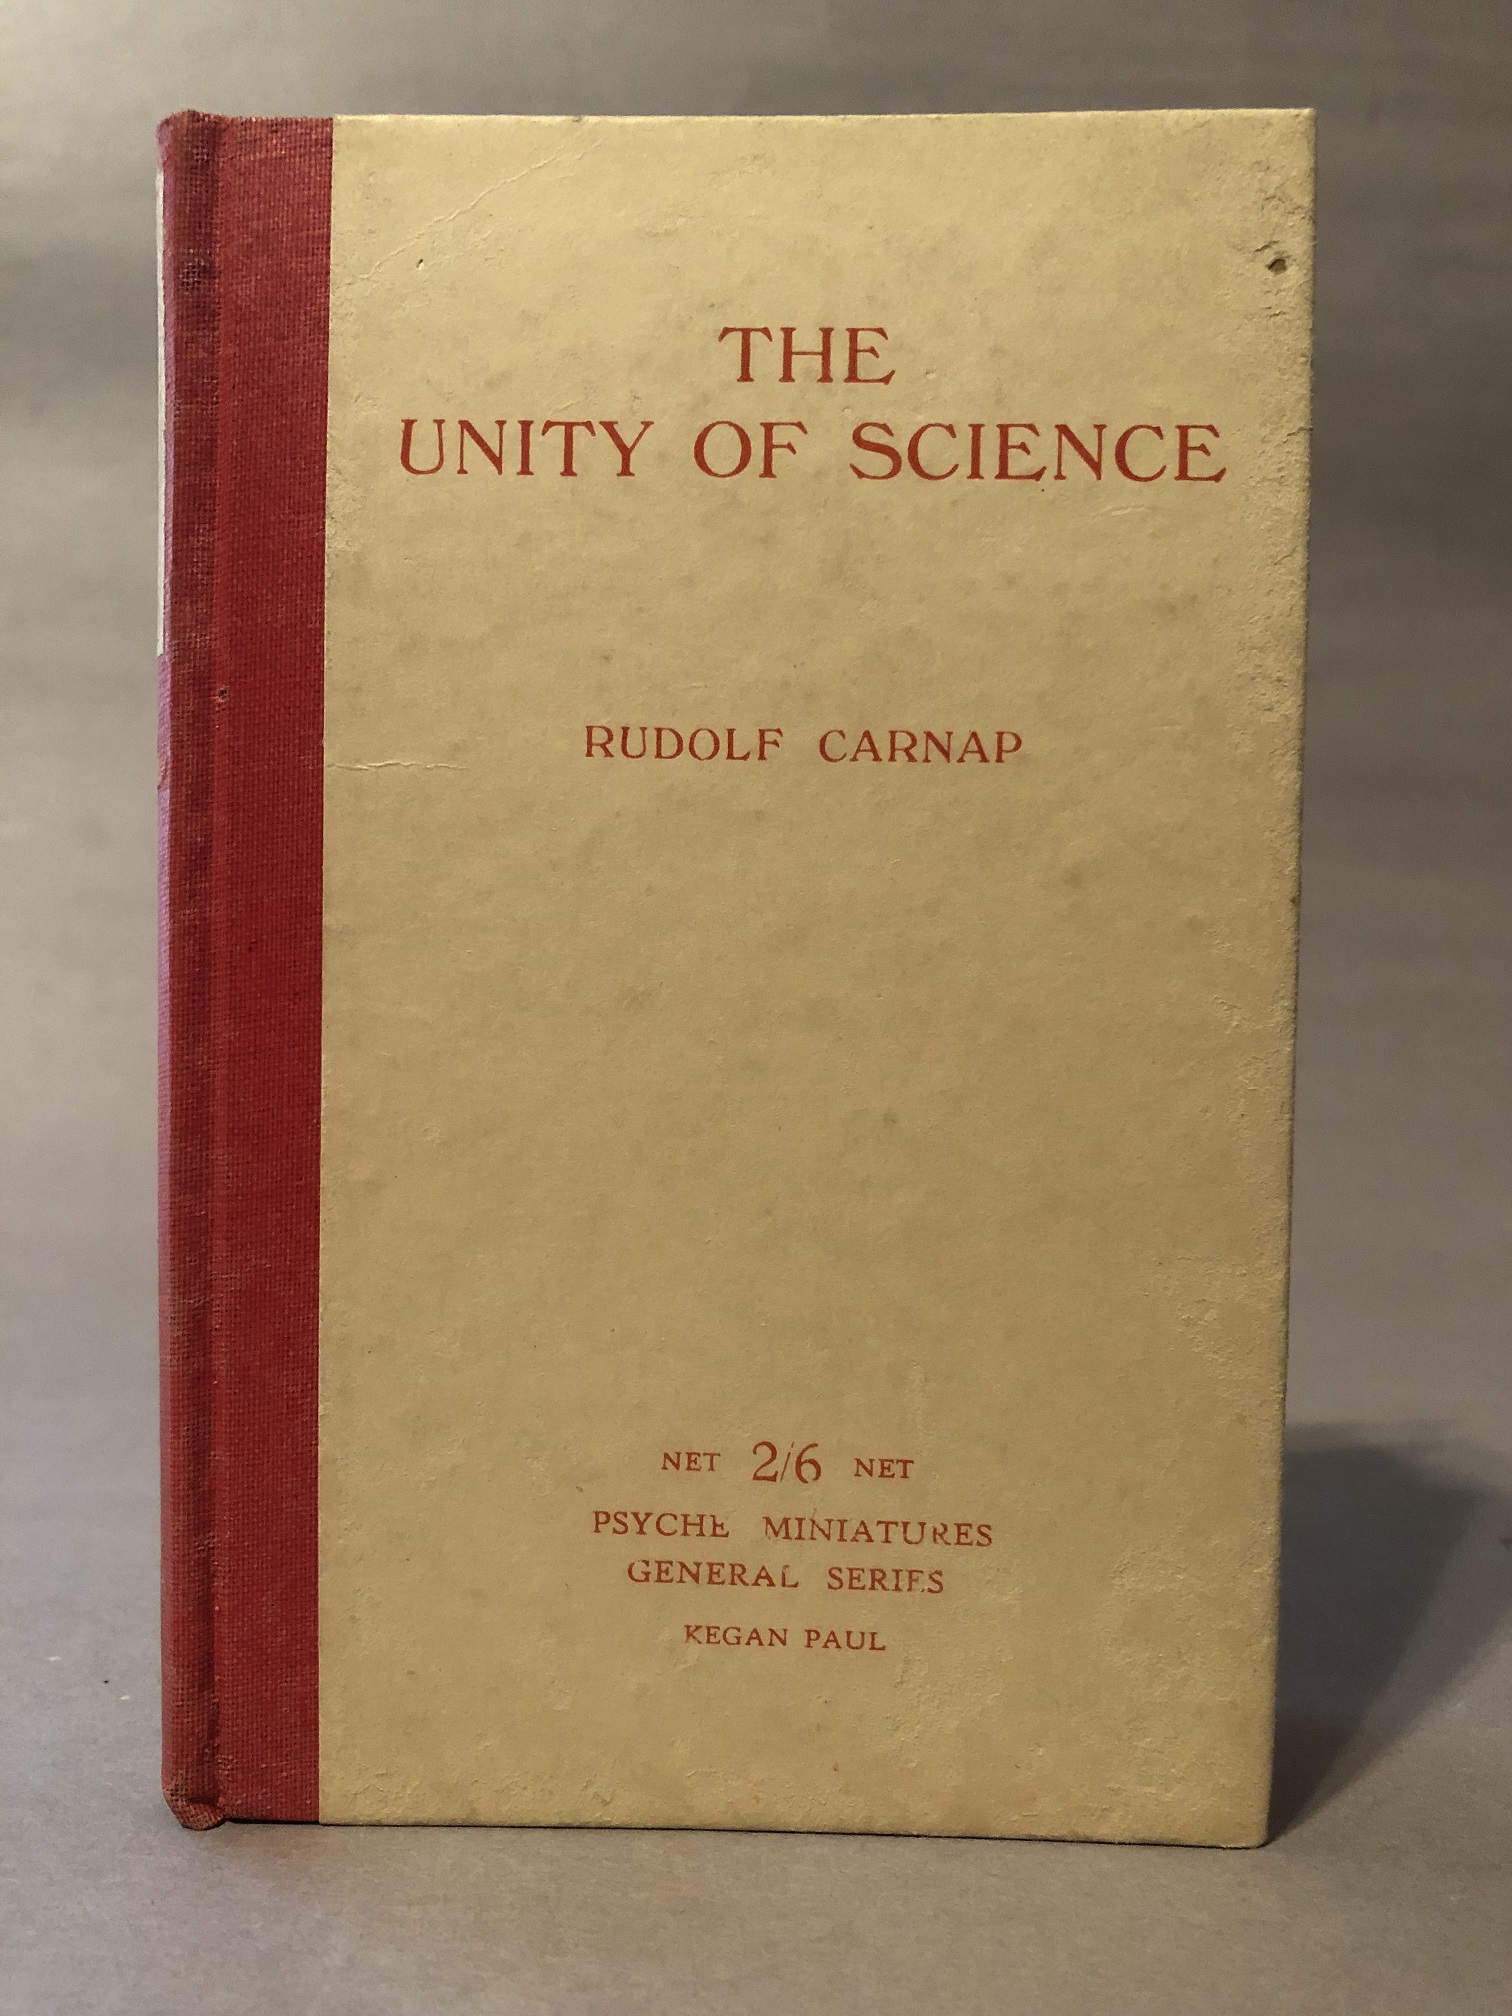 THE
UNITY OF SCIENCE
RUDOLF CARNAP
NET 2/6 NET
PSYCHE MINIATURES
GENERAL SERIES
KEGAN PAUL